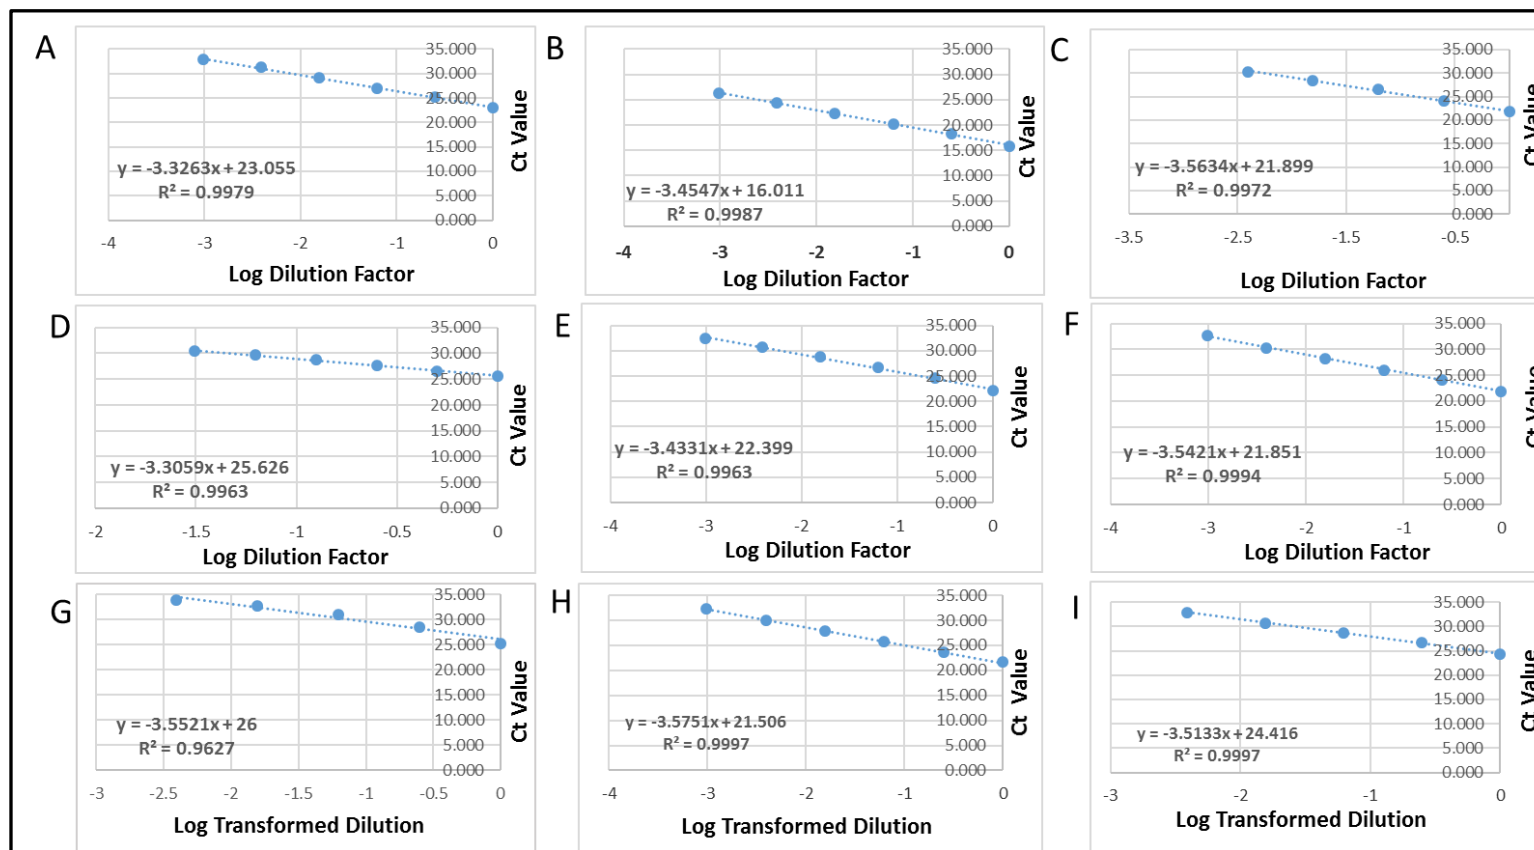 A
35.000
30.000
25.000
20.000
15.000
10.000
5.000
0.000
Ct Value
y = -3.3263x + 23.055
R² = 0.9979
-4 -3 -2 -1 0
Log Dilution Factor
B
35.000
30.000
25.000
20.000
15.000
10.000
5.000
0.000
Ct Value
y = -3.4547x + 16.011
R² = 0.9987
-4 -3 -2 -1 0
Log Dilution Factor
C
35.000
30.000
25.000
20.000
15.000
10.000
5.000
0.000
Ct Value
y = -3.5634x + 21.899
R² = 0.9972
-3.5 -2.5 -1.5 -0.5
Log Dilution Factor
D
35.000
30.000
25.000
20.000
15.000
10.000
5.000
0.000
Ct Value
y = -3.3059x + 25.626
R² = 0.9963
-2 -1.5 -1 -0.5 0
Log Dilution Factor
E
35.000
30.000
25.000
20.000
15.000
10.000
5.000
0.000
Ct Value
y = -3.4331x + 22.399
R² = 0.9963
-4 -3 -2 -1 0
Log Dilution Factor
F
35.000
30.000
25.000
20.000
15.000
10.000
5.000
0.000
Ct Value
y = -3.5421x + 21.851
R² = 0.9994
-4 -3 -2 -1 0
Log Dilution Factor
G
35.000
30.000
25.000
20.000
15.000
10.000
5.000
0.000
Ct Value
y = -3.5521x + 26
R² = 0.9627
-3 -2.5 -2 -1.5 -1 -0.5 0
Log Transformed Dilution
H
35.000
30.000
25.000
20.000
15.000
10.000
5.000
0.000
Ct Value
y = -3.5751x + 21.506
R² = 0.9997
-4 -3 -2 -1 0
Log Transformed Dilution
I
35.000
30.000
25.000
20.000
15.000
10.000
5.000
0.000
Ct Value
y = -3.5133x + 24.416
R² = 0.9997
-3 -2 -1 0
Log Transformed Dilution